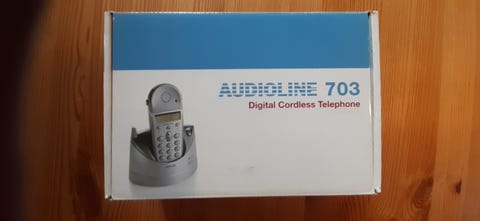 AUDIOLINE 703
Digital Cordless Telephone